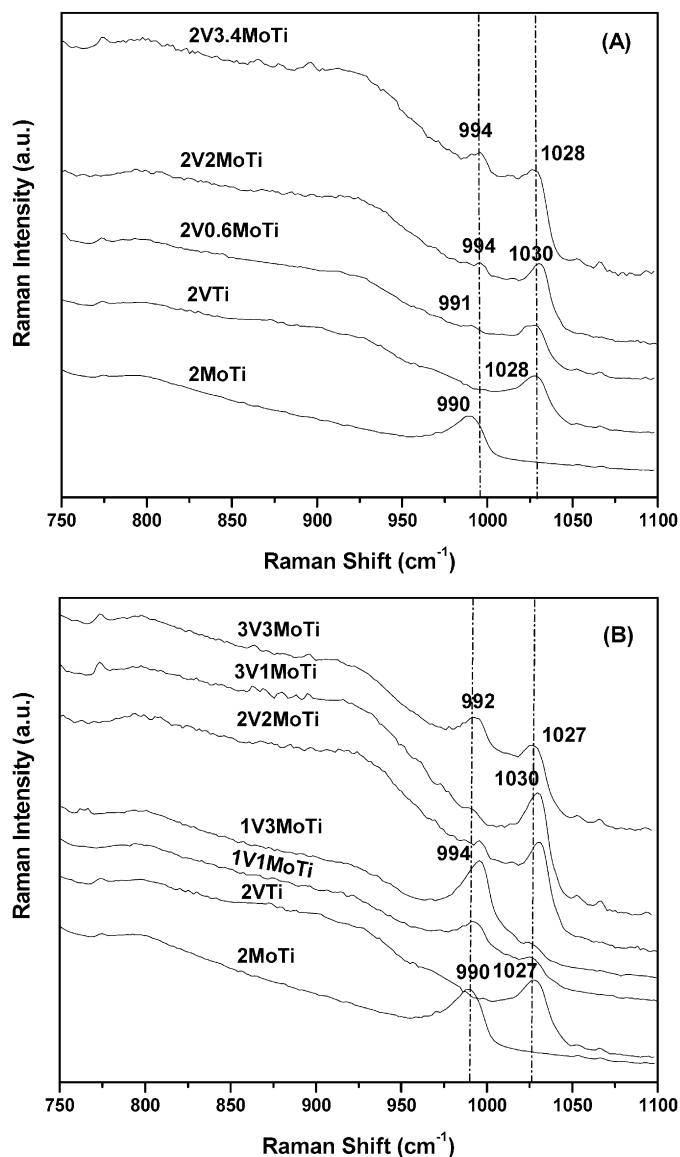 (A)
2V3.4MoTi
994
1028
2V2MoTi
994
1030
2V0.6MoTi
991
2VTi
1028
2MoTi
990
Raman Intensity (a.u.)
750 800 850 900 950 1000 1050 1100
Raman Shift (cm-1)
(B)
3V3MoTi
3V1MoTi
992
2V2MoTi
1027
1030
1V3MoTi
994
1V1MoTi
2VTi
990 1027
2MoTi
Raman Intensity (a.u.)
750 800 850 900 950 1000 1050 1100
Raman Shift (cm-1)